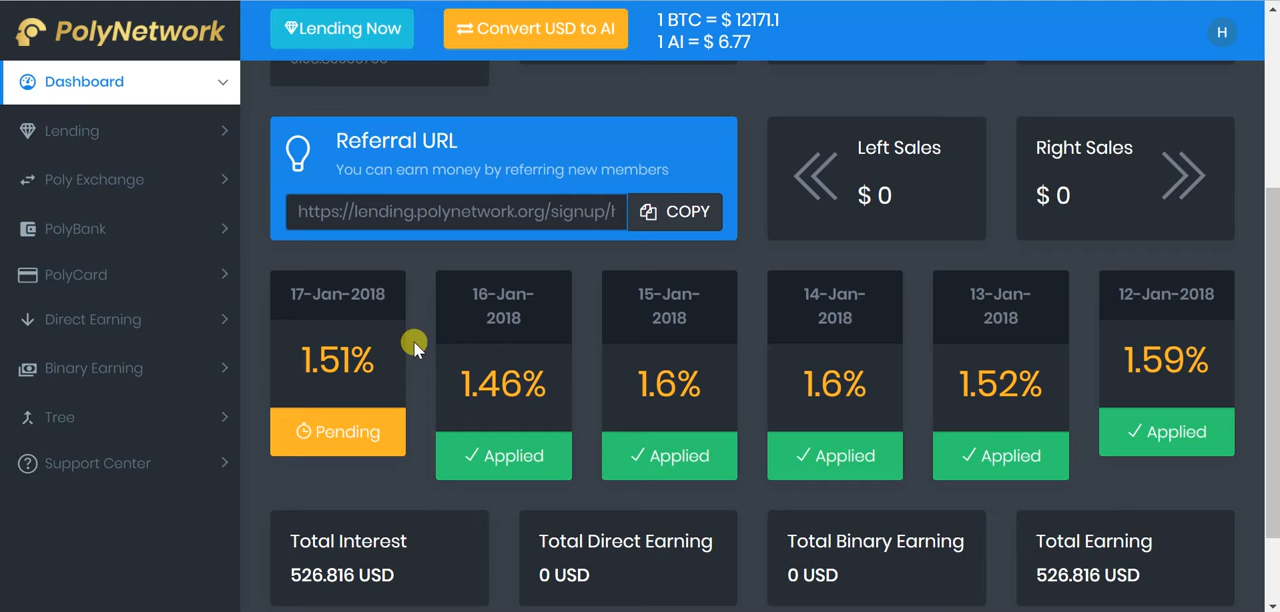 PolyNetwork
Lending Now
Convert USD to AI
1 BTC = $ 12171.1
1 AI = $ 6.77
H
Dashboard
Lending
Poly Exchange
PolyBank
PolyCard
Direct Earning
Binary Earning
Tree
Support Center
Referral URL
You can earn money by referring new members
https://lending.polynetwork.org/signup/
COPY
Left Sales
$ 0
Right Sales
$ 0
17-Jan-2018
1.51%
Pending
16-Jan-
2018
1.46%
Applied
15-Jan-
2018
1.6%
Applied
14-Jan-
2018
1.6%
Applied
13-Jan-
2018
1.52%
Applied
12-Jan-2018
1.59%
Applied
Total Interest
526.816 USD
Total Direct Earning
0 USD
Total Binary Earning
0 USD
Total Earning
526.816 USD